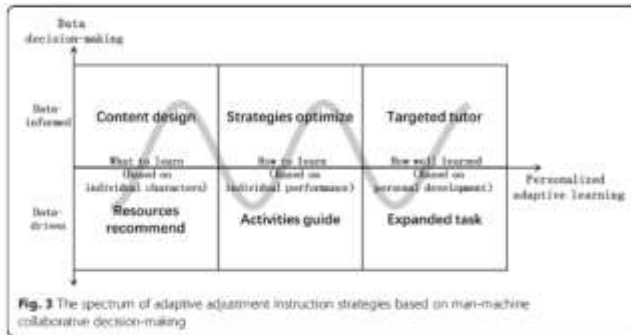 Data
decision-making
Data-
informed
Content design
Strategies optimize
Targeted tutor
What to learn
(based on
individual characters)
How to learn
(based on
individual performance)
How well learned
(based on
personal development)
Personalized
adaptive learning
Data-
driven
Resources
recommend
Activities guide
Expanded task
Fig. 3 The spectrum of adaptive adjustment instruction strategies based on man-machine
collaborative decision-making